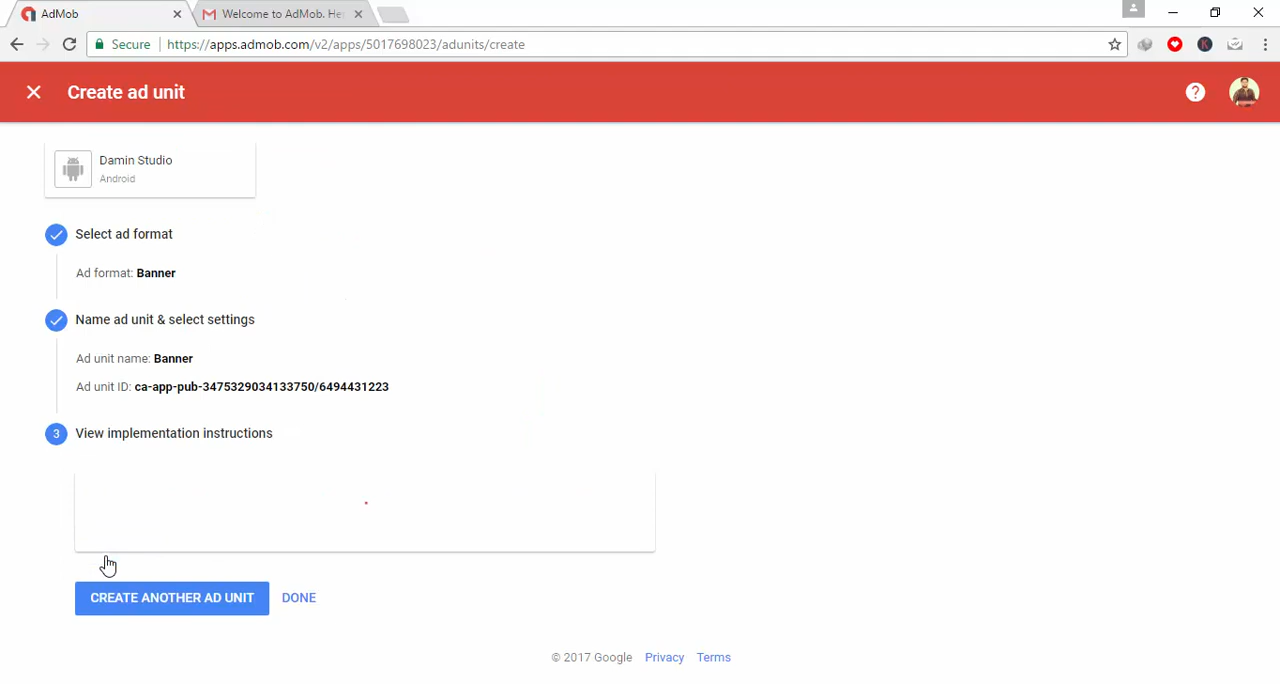 AdMob
Welcome to AdMob. He
Secure
https://apps.admob.com/v2/apps/5017698023/adunits/create
Create ad unit
Damin Studio
Android
Select ad format
Ad format: Banner
Name ad unit & select settings
Ad unit name: Banner
Ad unit ID: ca-app-pub-3475329034133750/6494431223
3 View implementation instructions
CREATE ANOTHER AD UNIT
DONE
© 2017 Google Privacy Terms